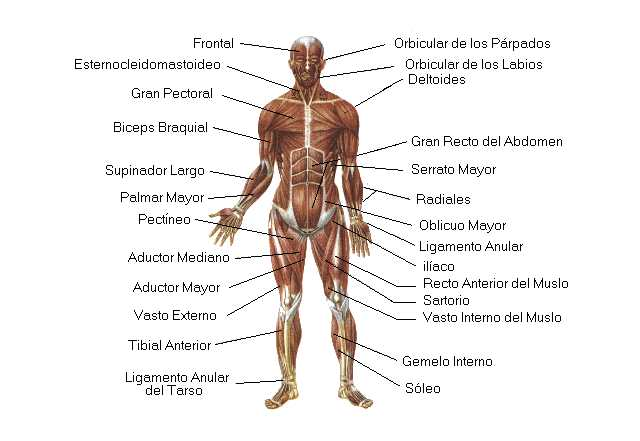 Frontal
Esternocleidomastoideo
Gran Pectoral
Biceps Braquial
Supinador Largo
Palmar Mayor
Pectíneo
Aductor Mediano
Aductor Mayor
Vasto Externo
Tibial Anterior
Ligamento Anular
del Tarso
Orbicular de los Párpados
Orbicular de los Labios
Deltoides
Gran Recto del Abdomen
Serrato Mayor
Radiales
Oblicuo Mayor
Ligamento Anular
ilíaco
Recto Anterior del Muslo
Sartorio
Vasto Interno del Muslo
Gemelo Interno
Sóleo